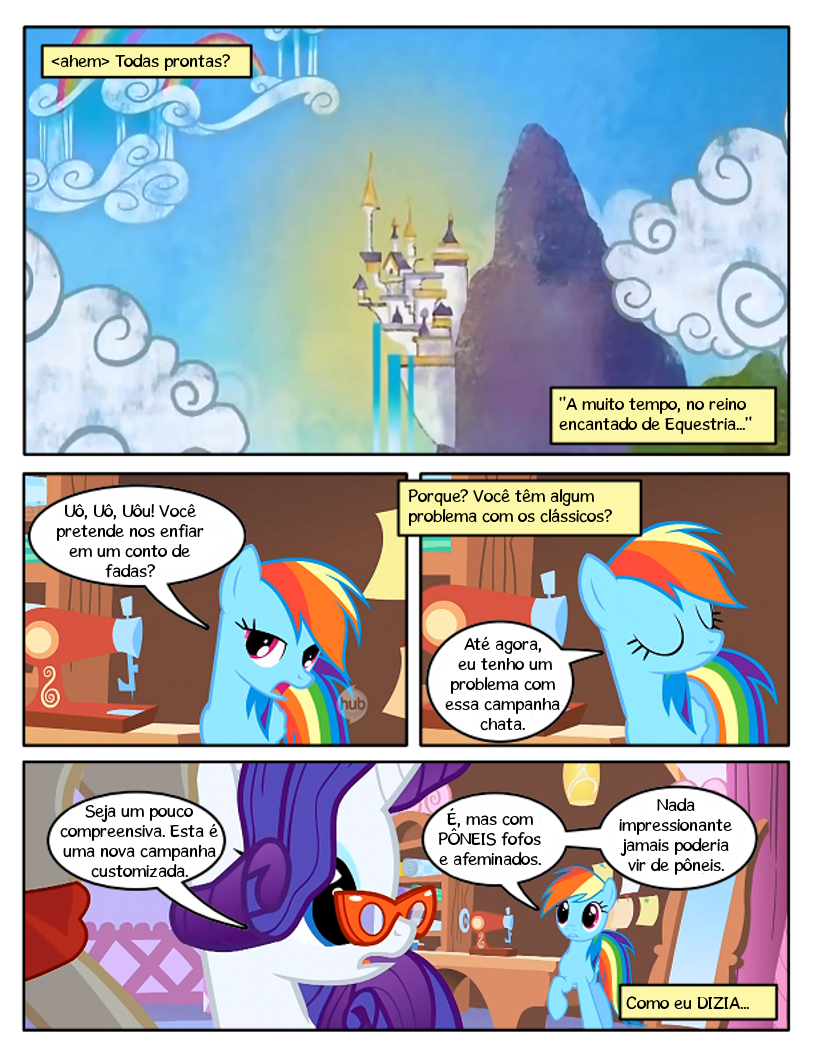 <ahem> Todas prontas?
"A muito tempo, no reino
encantado de Equestria..."
Uô, Uô, Uôu! Você
pretende nos enfiar
em um conto de
fadas?
hub
Porque? Você têm algum
problema com os clássicos?
Até agora,
eu tenho um
problema com
essa campanha
chata.
Seja um pouco
compreensiva. Esta é
uma nova campanha
customizada.
É, mas com
PÔNEIS fofos
e afeminados.
Nada
impressionante
jamais poderia
vir de pôneis.
Como eu DIZIA...